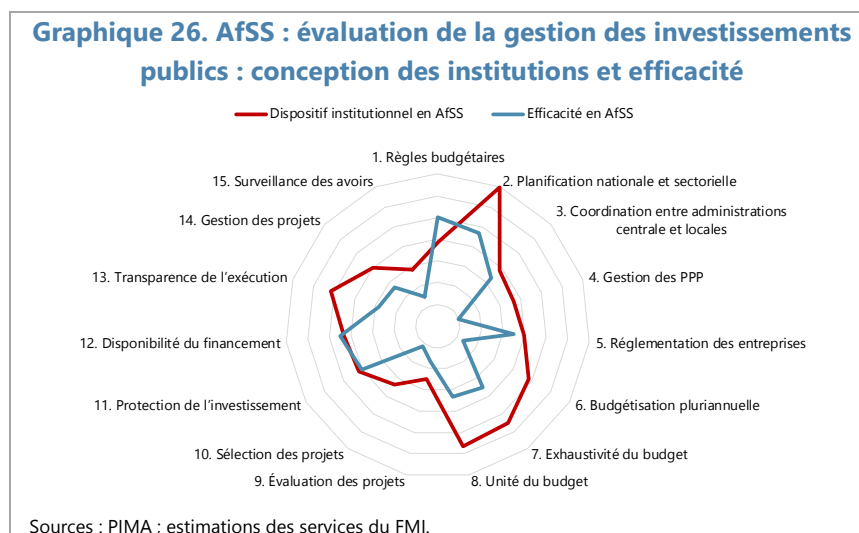 Graphique 26. AfSS : évaluation de la gestion des investissements
publics : conception des institutions et efficacité
Dispositif institutionnel en AfSS
Efficacité en AfSS
1. Règles budgétaires
2. Planification nationale et sectorielle
3. Coordination entre administrations
centrale et locales
4. Gestion des PPP
5. Réglementation des entreprises
6. Budgétisation pluriannuelle
7. Exhaustivité du budget
8. Unité du budget
9. Évaluation des projets
10. Sélection des projets
11. Protection de l’investissement
12. Disponibilité du financement
13. Transparence de l’exécution
14. Gestion des projets
15. Surveillance des avoirs
Sources : PIMA ; estimations des services du FMI.